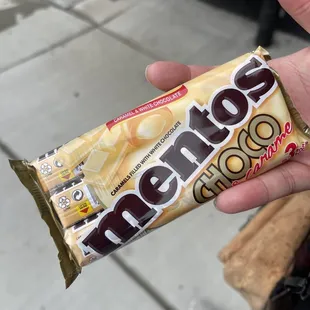 CARAMEL & WHITE CHOCOLATE
CARAMELS FILLED WITH WHITE CHOCOLATE
mentos
CHOCO
& Caramel